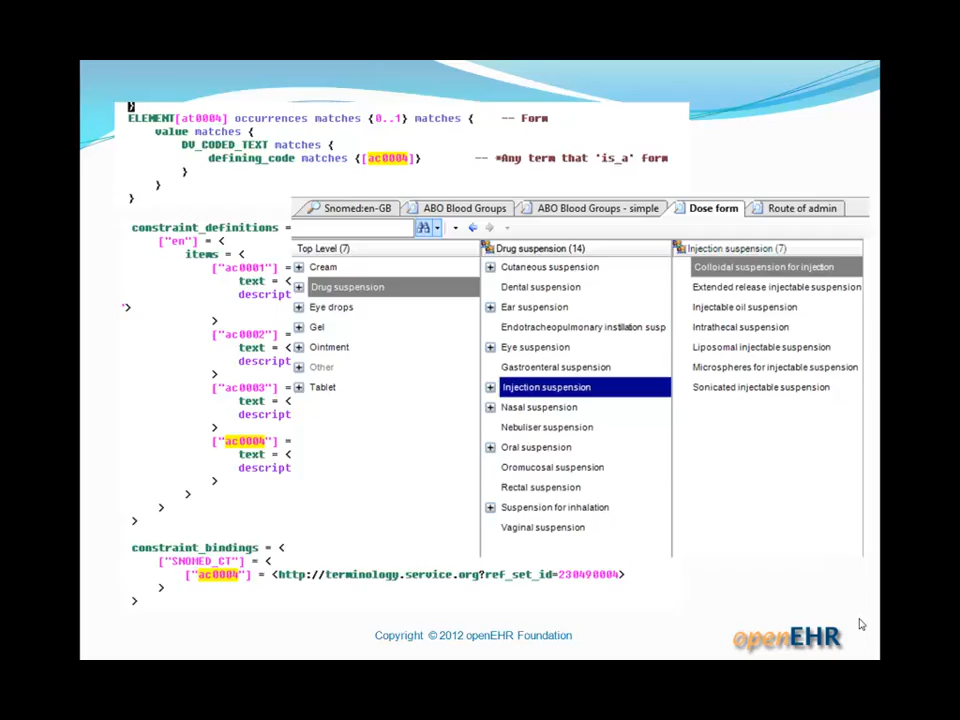 }
ELEMENT[at0004] occurrences matches {0..1} matches { -- Form
value matches {
DV_CODED_TEXT matches {
defining_code matches {[ac0004]} -- *Any term that 'is_a' form
}
}
}
constraint_definitions =
["en"] = <
items = <
["ac0001"] =
text = <
descript
'>
>
["ac0002"] =
text = <
descript
>
["ac0003"] =
text = <
descript
>
["ac0004"] =
text = <
descript
>
>
>
>
constraint_bindings = <
["SNOMED_CT"] = <
["ac0004"] = <http://terminology.service.org?ref_set_id=230490004>
>
>
Snomed:en-GB
ABO Blood Groups
ABO Blood Groups - simple
Dose form
Route of admin
Top Level (7)
Cream
Drug suspension
Eye drops
Gel
Ointment
Other
Tablet
Drug suspension (14)
Cutaneous suspension
Dental suspension
Ear suspension
Endotracheopulmonary instillation susp
Eye suspension
Gastroenteral suspension
Injection suspension
Nasal suspension
Nebuliser suspension
Oral suspension
Oromucosal suspension
Rectal suspension
Suspension for inhalation
Vaginal suspension
Injection suspension (7)
Colloidal suspension for injection
Extended release injectable suspension
Injectable oil suspension
Intrathecal suspension
Liposomal injectable suspension
Microspheres for injectable suspension
Sonicated injectable suspension
Copyright © 2012 openEHR Foundation
openEHR